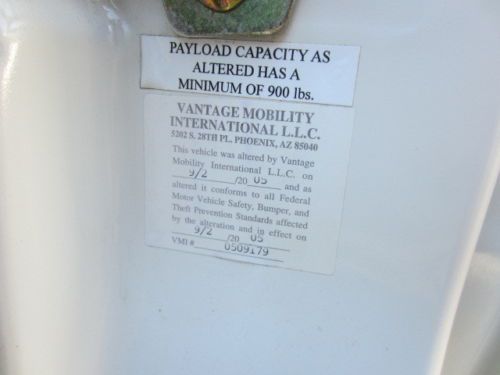 PAYLOAD CAPACITY AS
ALTERED HAS A
MINIMUM OF 900 lbs.
VANTAGE MOBILITY
INTERNATIONAL L.L.C.
5202 S. 28TH PL. PHOENIX, AZ 85040
This vehicle was altered by Vantage
Mobility International L.L.C. on
9/2 /20 05 and as
altered it conforms to all Federal
Motor Vehicle Safety, Bumper, and
Theft Prevention Standards affected
by the alteration and in effect on
9/2 /20 05
VMI # 0509179